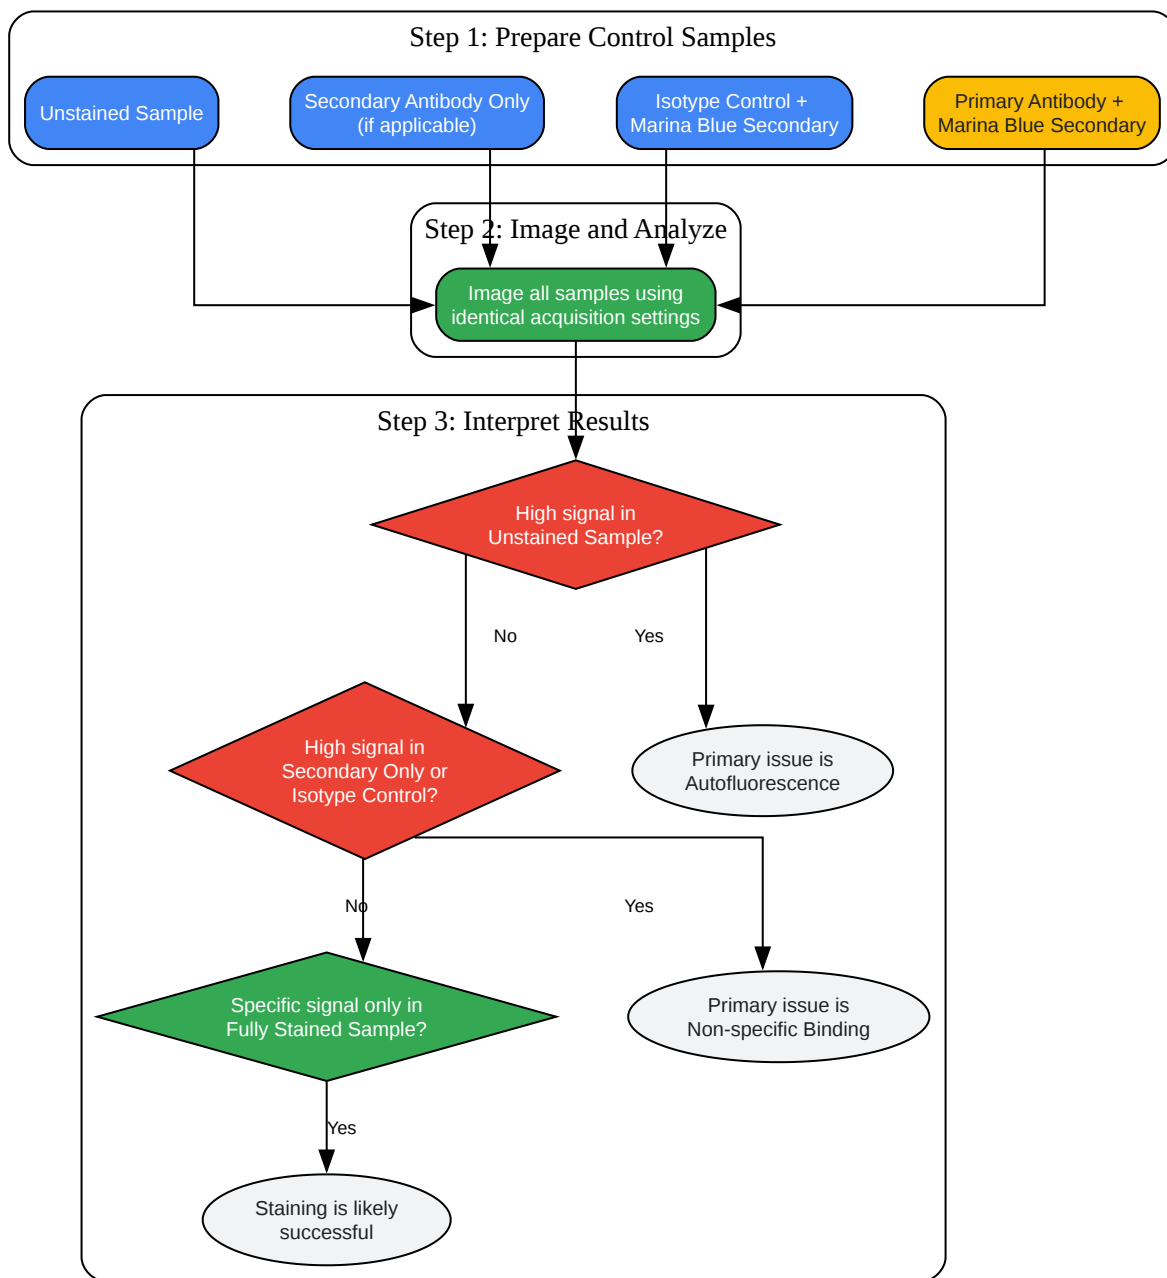 Step 1: Prepare Control Samples
Unstained Sample
Secondary Antibody Only
(if applicable)
Isotype Control +
Marina Blue Secondary
Primary Antibody +
Marina Blue Secondary
Step 2: Image and Analyze
Image all samples using
identical acquisition settings
Step 3: Interpret Results
High signal in
Unstained Sample?
No
Yes
High signal in
Secondary Only or
Isotype Control?
Primary issue is
Autofluorescence
No
Yes
Specific signal only in
Fully Stained Sample?
Primary issue is
Non-specific Binding
Yes
Staining is likely
successful